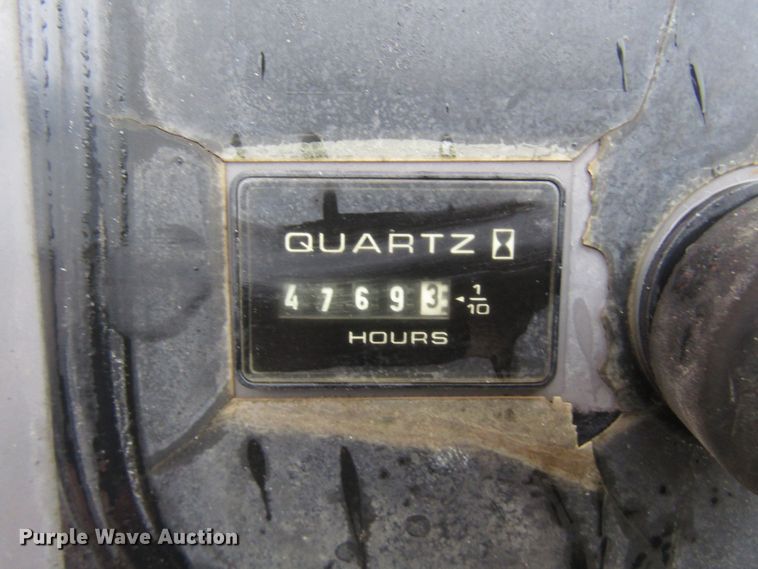 QUARTZ
47693 1/10
HOURS
Purple Wave Auction